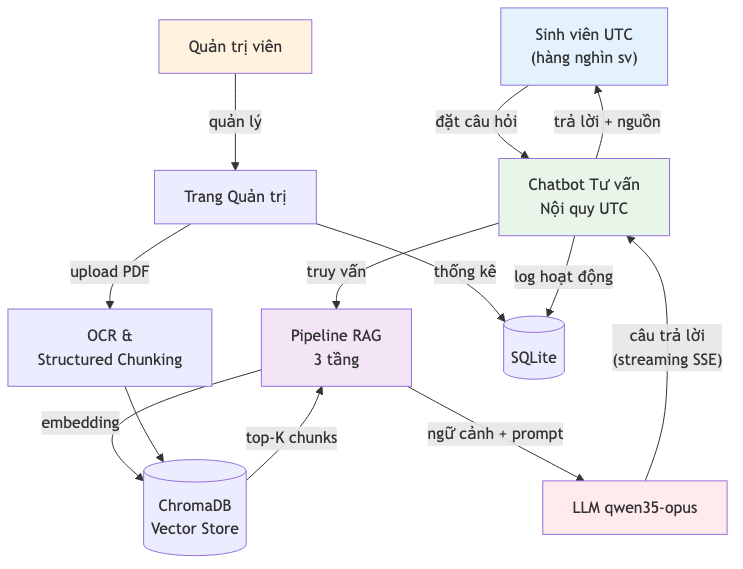 Quản trị viên
Sinh viên UTC
(hàng nghìn sv)
quản lý
đặt câu hỏi
trả lời + nguồn
Trang Quản trị
Chatbot Tư vấn
Nội quy UTC
upload PDF
truy vấn
thống kê
log hoạt động
OCR &
Structured Chunking
Pipeline RAG
3 tầng
SQLite
câu trả lời
(streaming SSE)
embedding
top-K chunks
ngữ cảnh + prompt
ChromaDB
Vector Store
LLM qwen35-opus